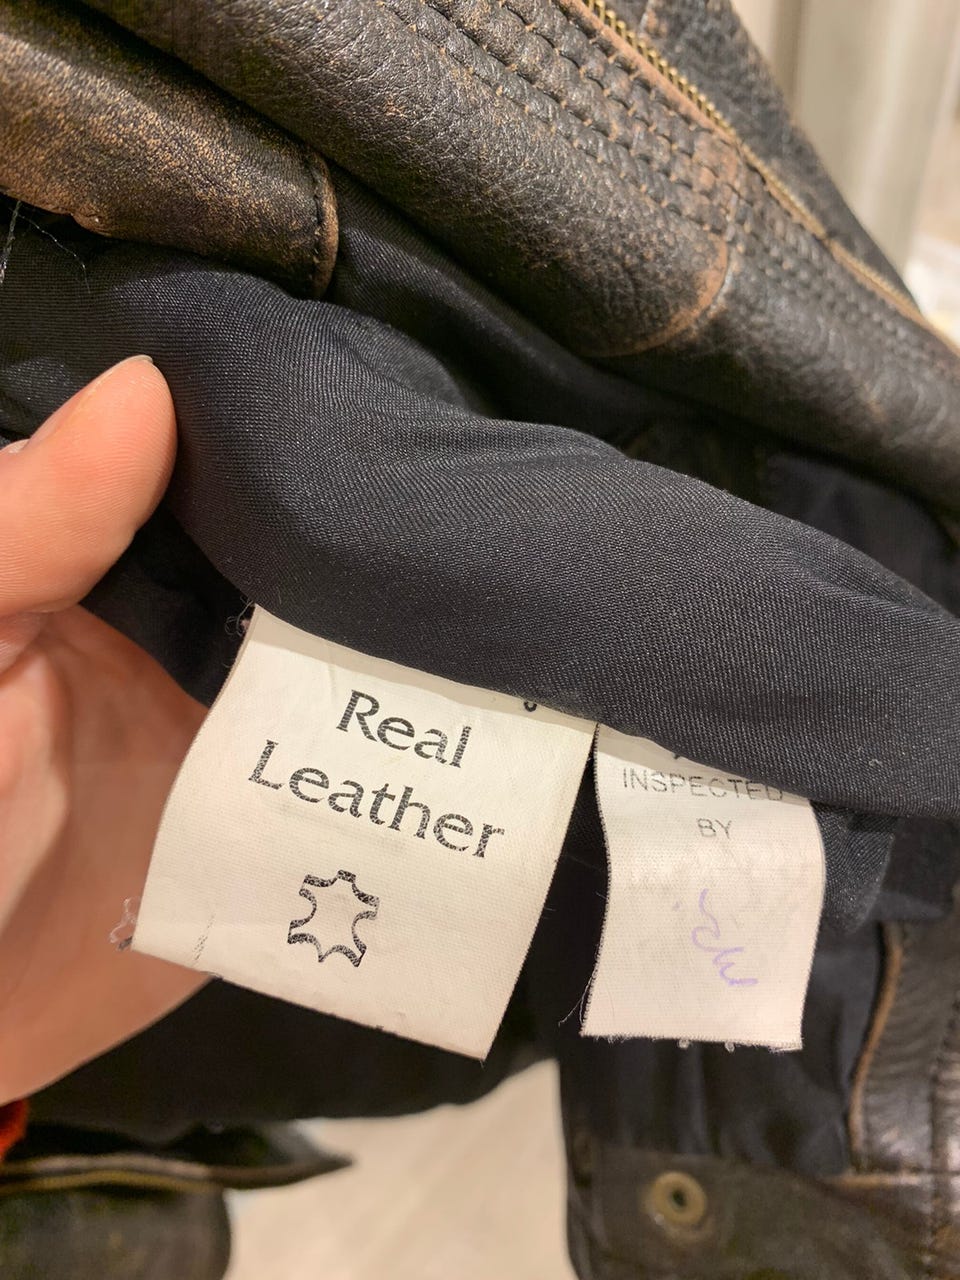 Real
Leather
INSPECTED
BY